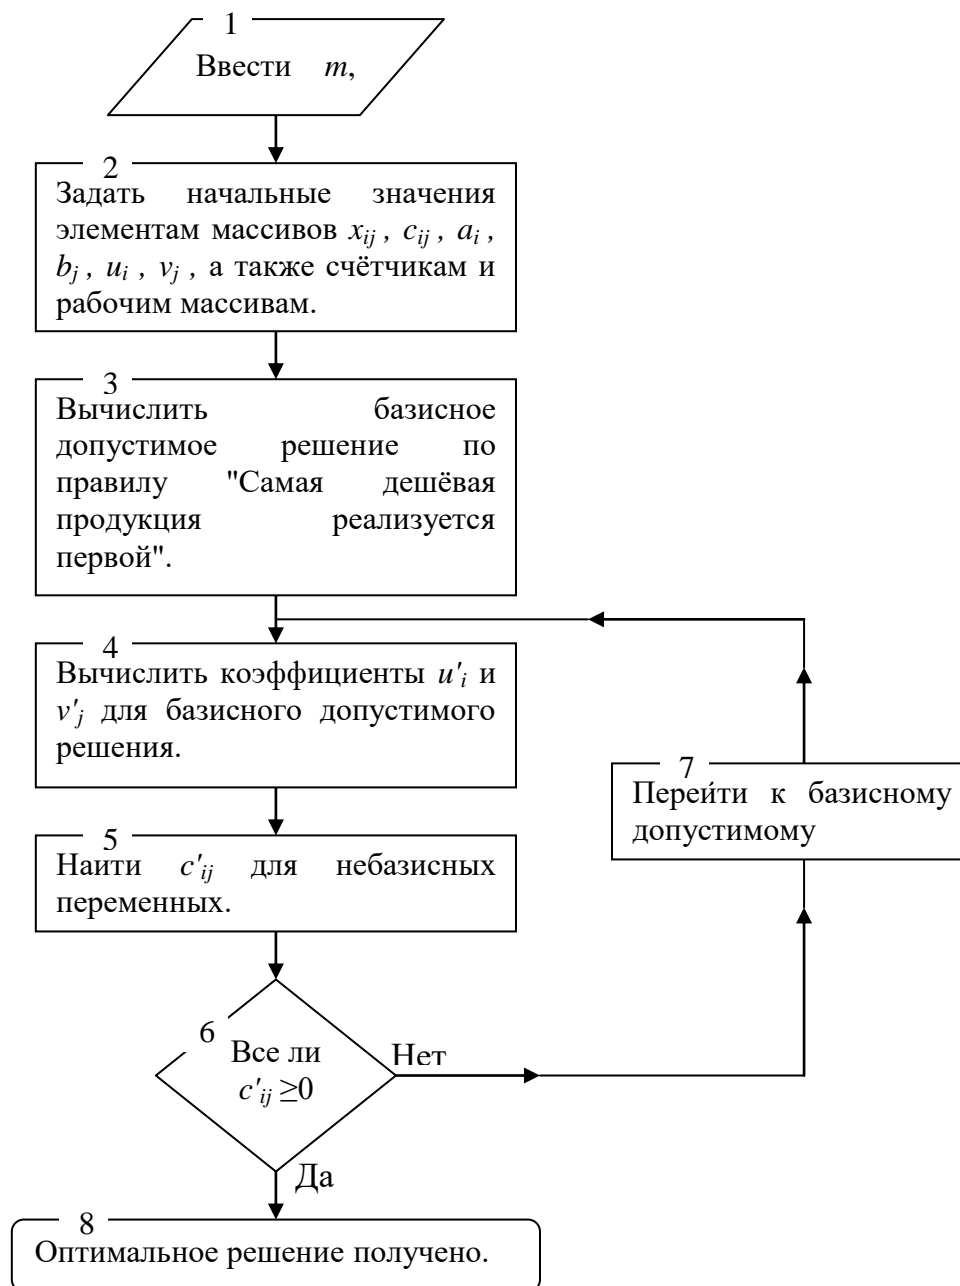 1
Ввести m,
2
Задать начальные значения
элементам массивов xij , cij , ai ,
bj , ui , vj , а также счётчикам и
рабочим массивам.
3
Вычислить базисное
допустимое решение по
правилу "Самая дешёвая
продукция реализуется
первой".
4
Вычислить коэффициенты u'i и
v'j для базисного допустимого
решения.
7
Перейти к базисному
допустимому
5
Найти c'ij для небазисных
переменных.
6
Все ли
c'ij ≥0
Нет
Да
8
Оптимальное решение получено.